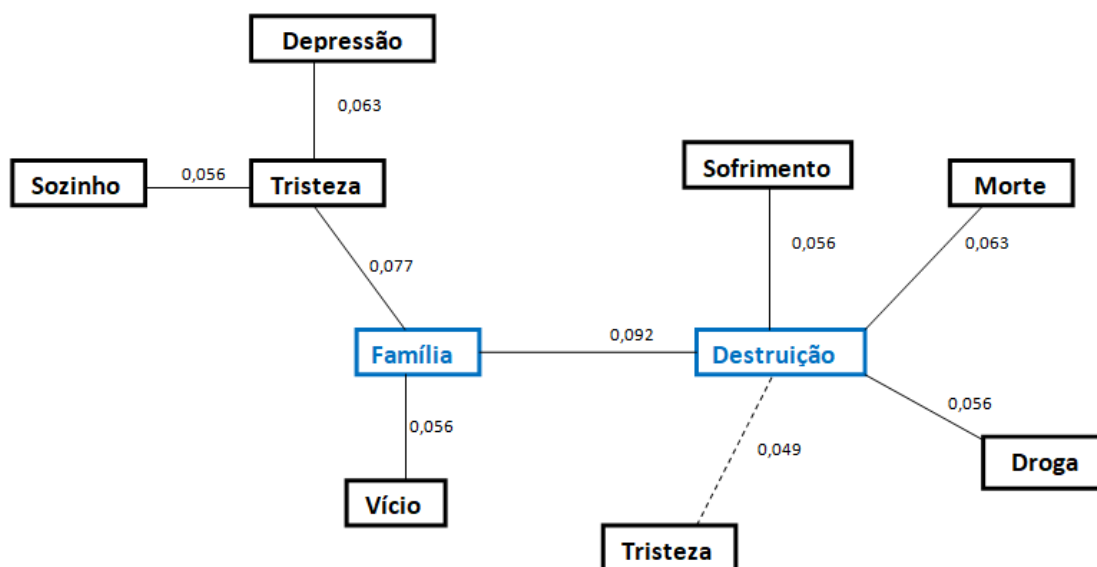 Depressão
0,063
Sozinho
0,056
Tristeza
Sofrimento
Morte
0,056
0,063
0,077
Família
0,092
Destruição
0,056
0,056
0,049
Droga
Vício
Tristeza